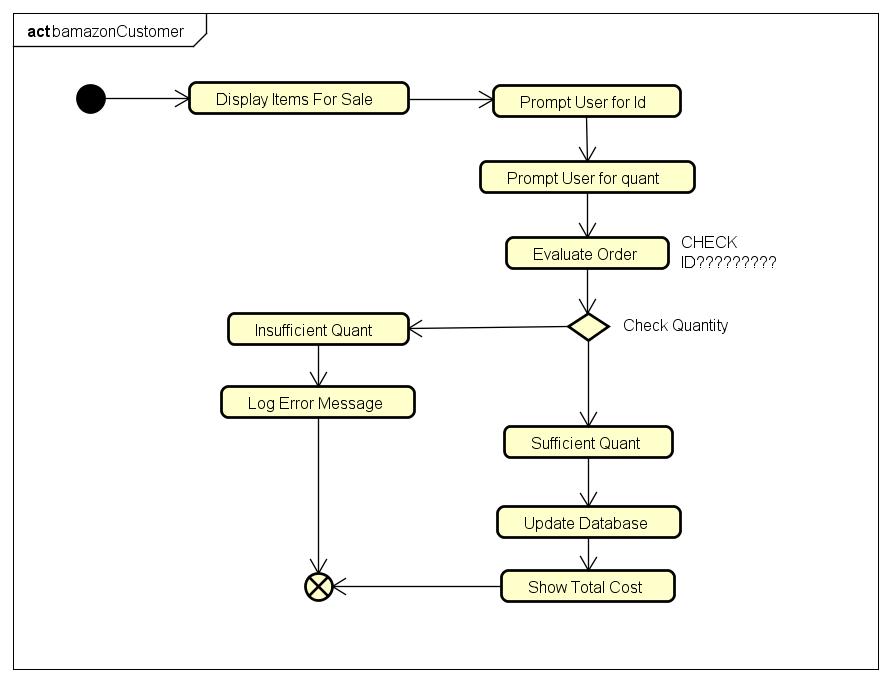 act bamazonCustomer
Display Items For Sale
Prompt User for Id
Prompt User for quant
Evaluate Order
CHECK
ID?????????
Insufficient Quant
Check Quantity
Log Error Message
Sufficient Quant
Update Database
Show Total Cost